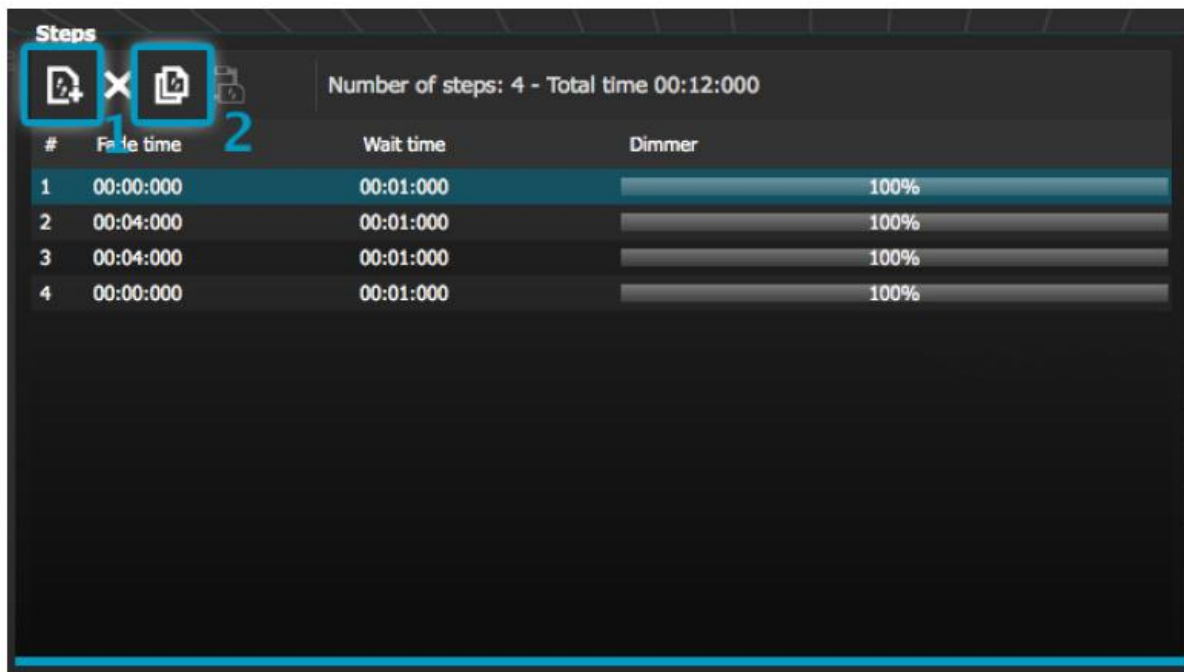 Steps
Number of steps: 4 - Total time 00:12:000
1 2
# Fade time Wait time Dimmer
1 00:00:000 00:01:000 100%
2 00:04:000 00:01:000 100%
3 00:04:000 00:01:000 100%
4 00:00:000 00:01:000 100%